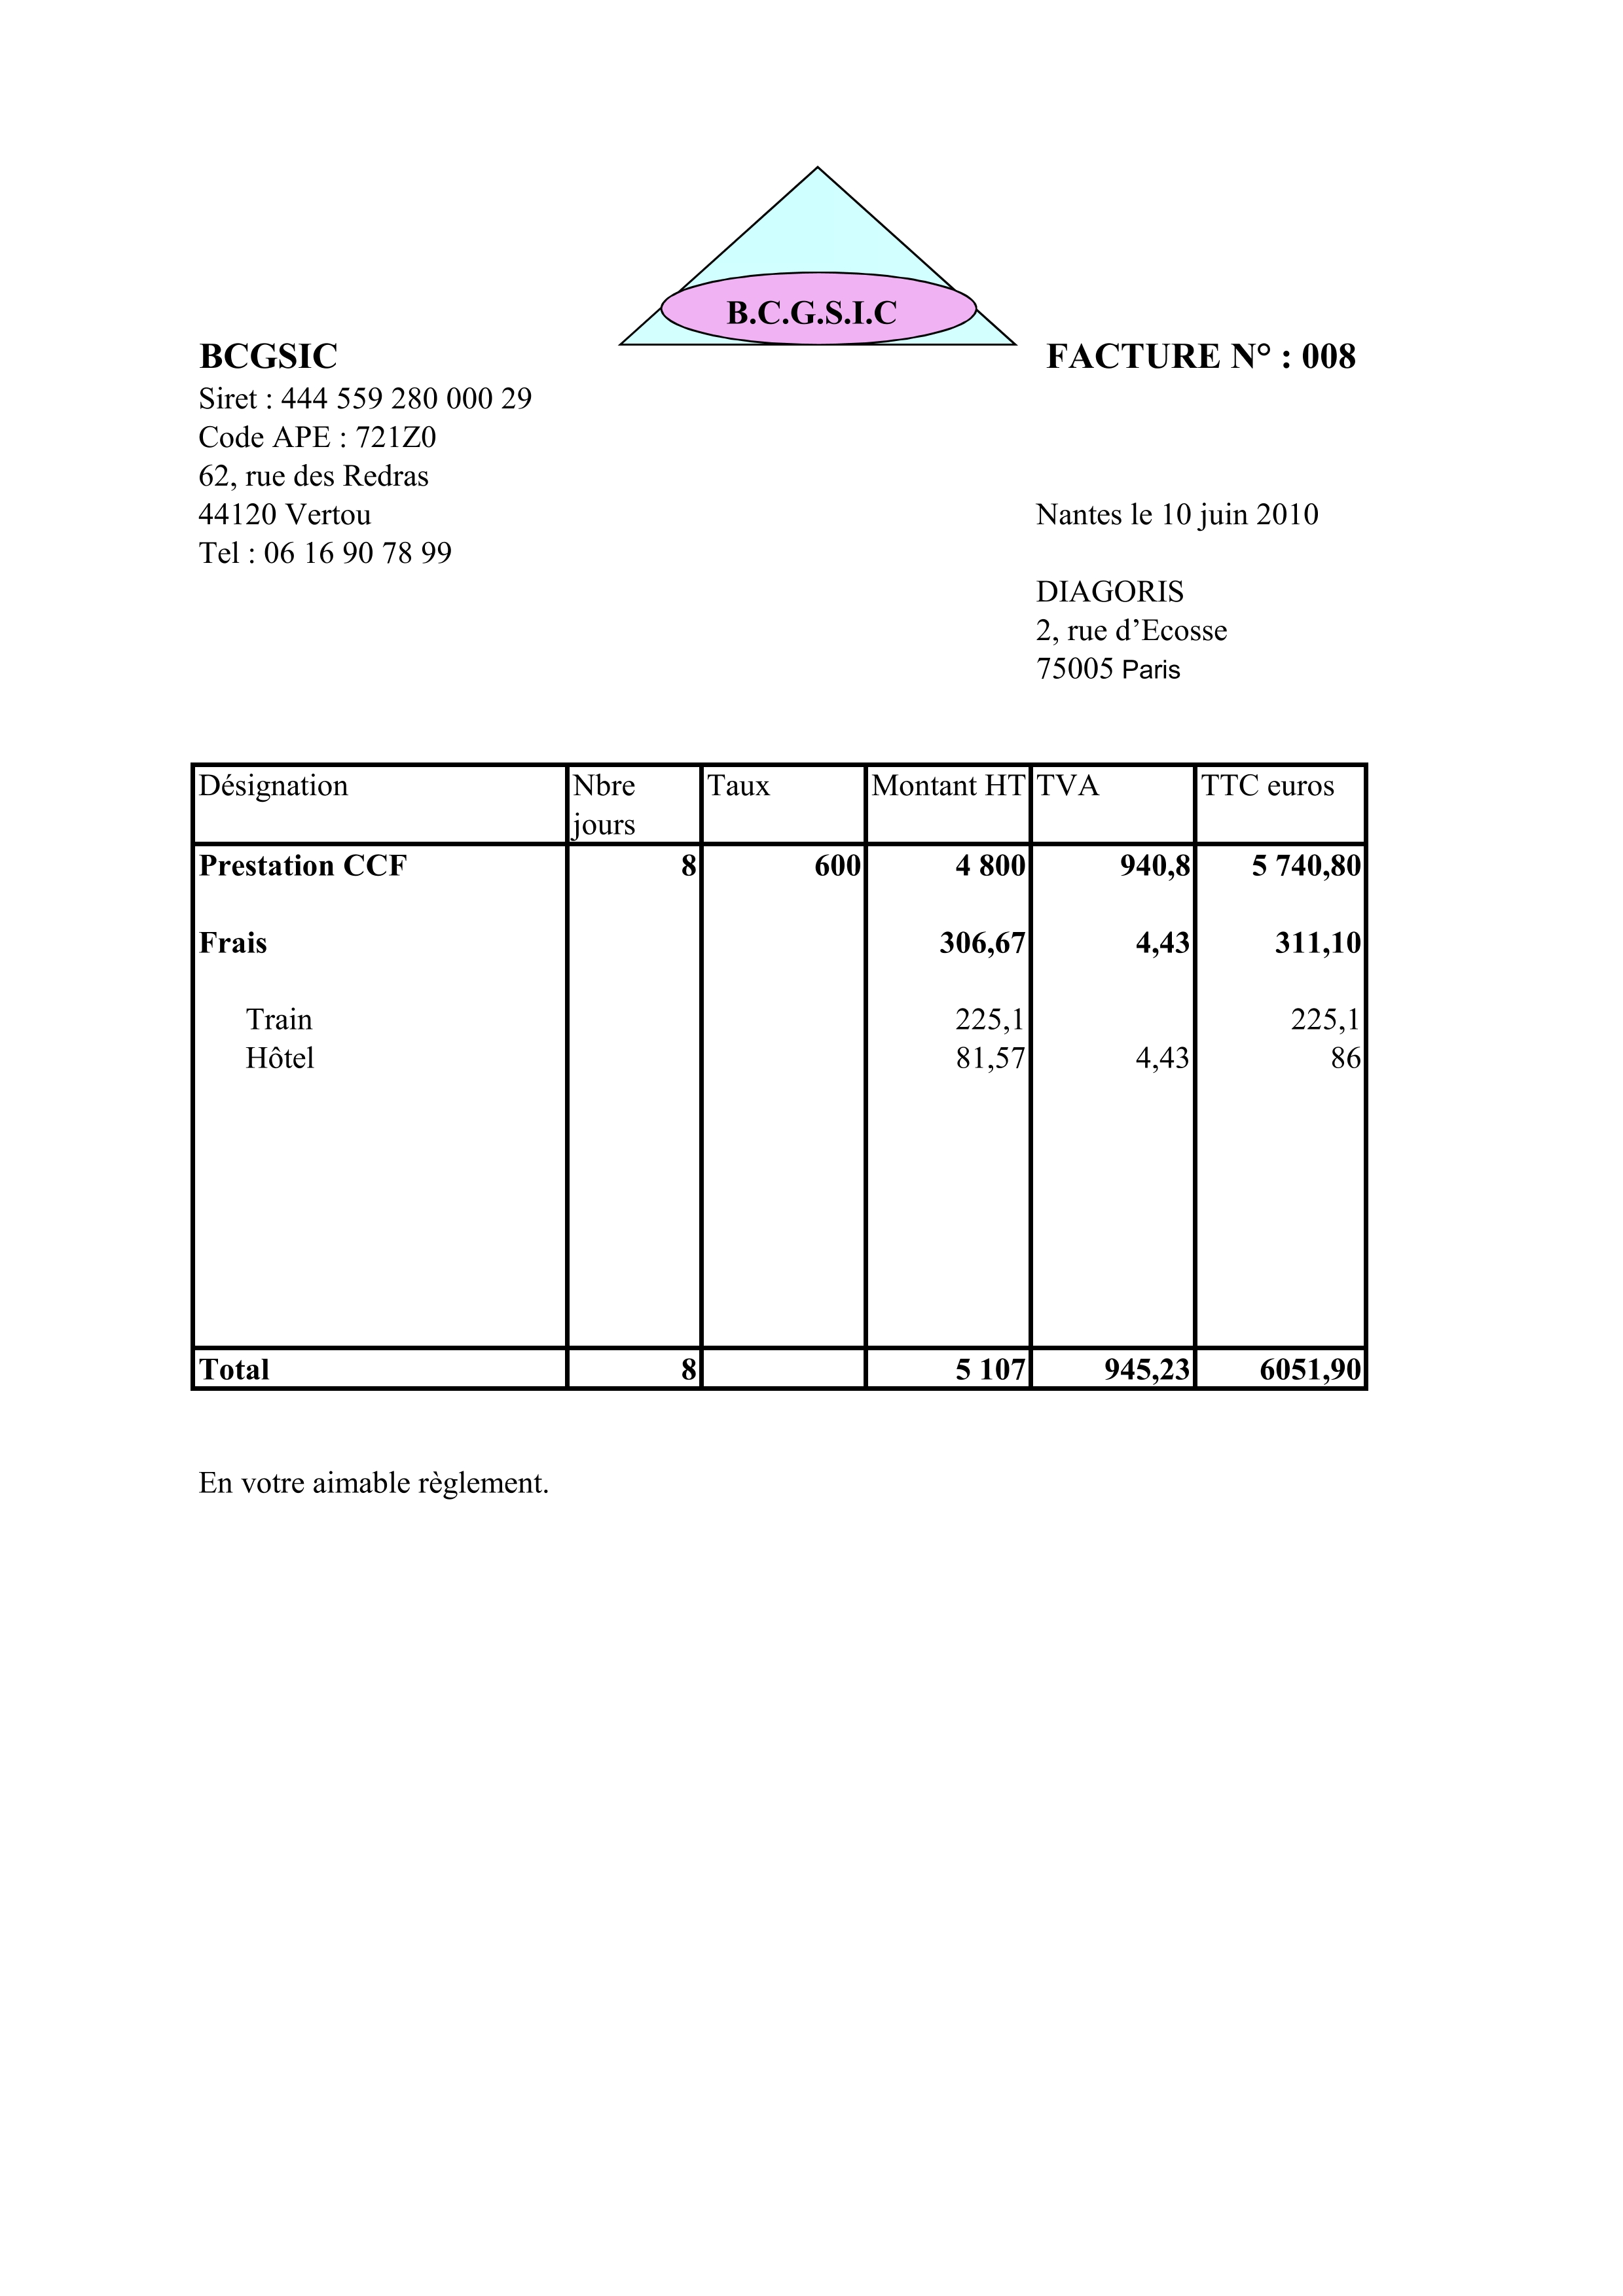 B.C.G.S.I.C
BCGSIC
FACTURE N° : 008
Siret : 444 559 280 000 29
Code APE : 721Z0
62, rue des Redras
44120 Vertou
Nantes le 10 juin 2010
Tel : 06 16 90 78 99
DIAGORIS
2, rue d’Ecosse
75005 Paris
Désignation Nbre jours Taux Montant HT TVA TTC euros
Prestation CCF 8 600 4 800 940,8 5 740,80
Frais 306,67 4,43 311,10
Train 225,1 225,1
Hôtel 81,57 4,43 86
Total 8 5 107 945,23 6051,90
En votre aimable règlement.